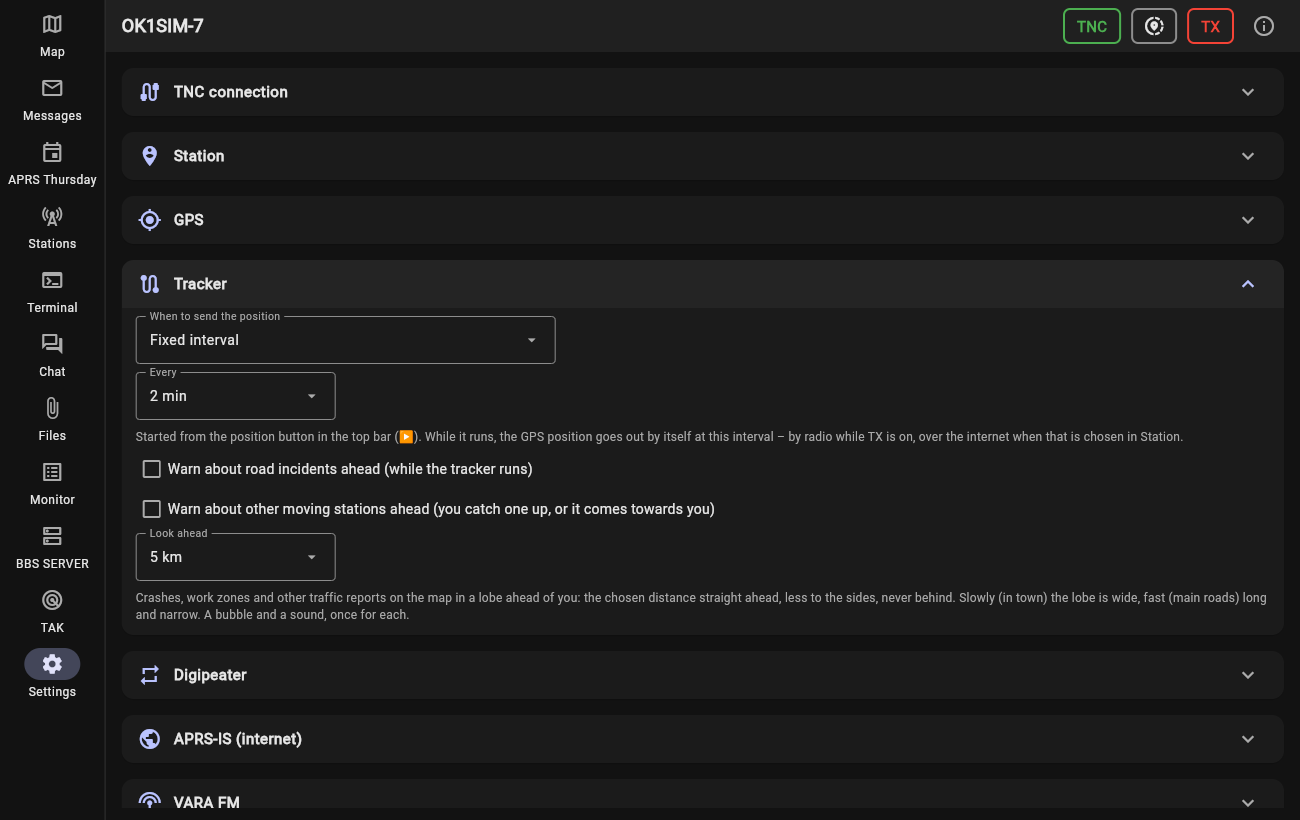 OK1SIM-7
TNC
TX
Map
Messages
APRS Thursday
Stations
Terminal
Chat
Files
Monitor
BBS SERVER
TAK
Settings
TNC connection
Station
GPS
Tracker
When to send the position
Fixed interval
Every
2 min
Started from the position button in the top bar (▶️). While it runs, the GPS position goes out by itself at this interval – by radio while TX is on, over the internet when that is chosen in Station.
Warn about road incidents ahead (while the tracker runs)
Warn about other moving stations ahead (you catch one up, or it comes towards you)
Look ahead
5 km
Crashes, work zones and other traffic reports on the map in a lobe ahead of you: the chosen distance straight ahead, less to the sides, never behind. Slowly (in town) the lobe is wide, fast (main roads) long
and narrow. A bubble and a sound, once for each.
Digipeater
APRS-IS (internet)
VARA FM